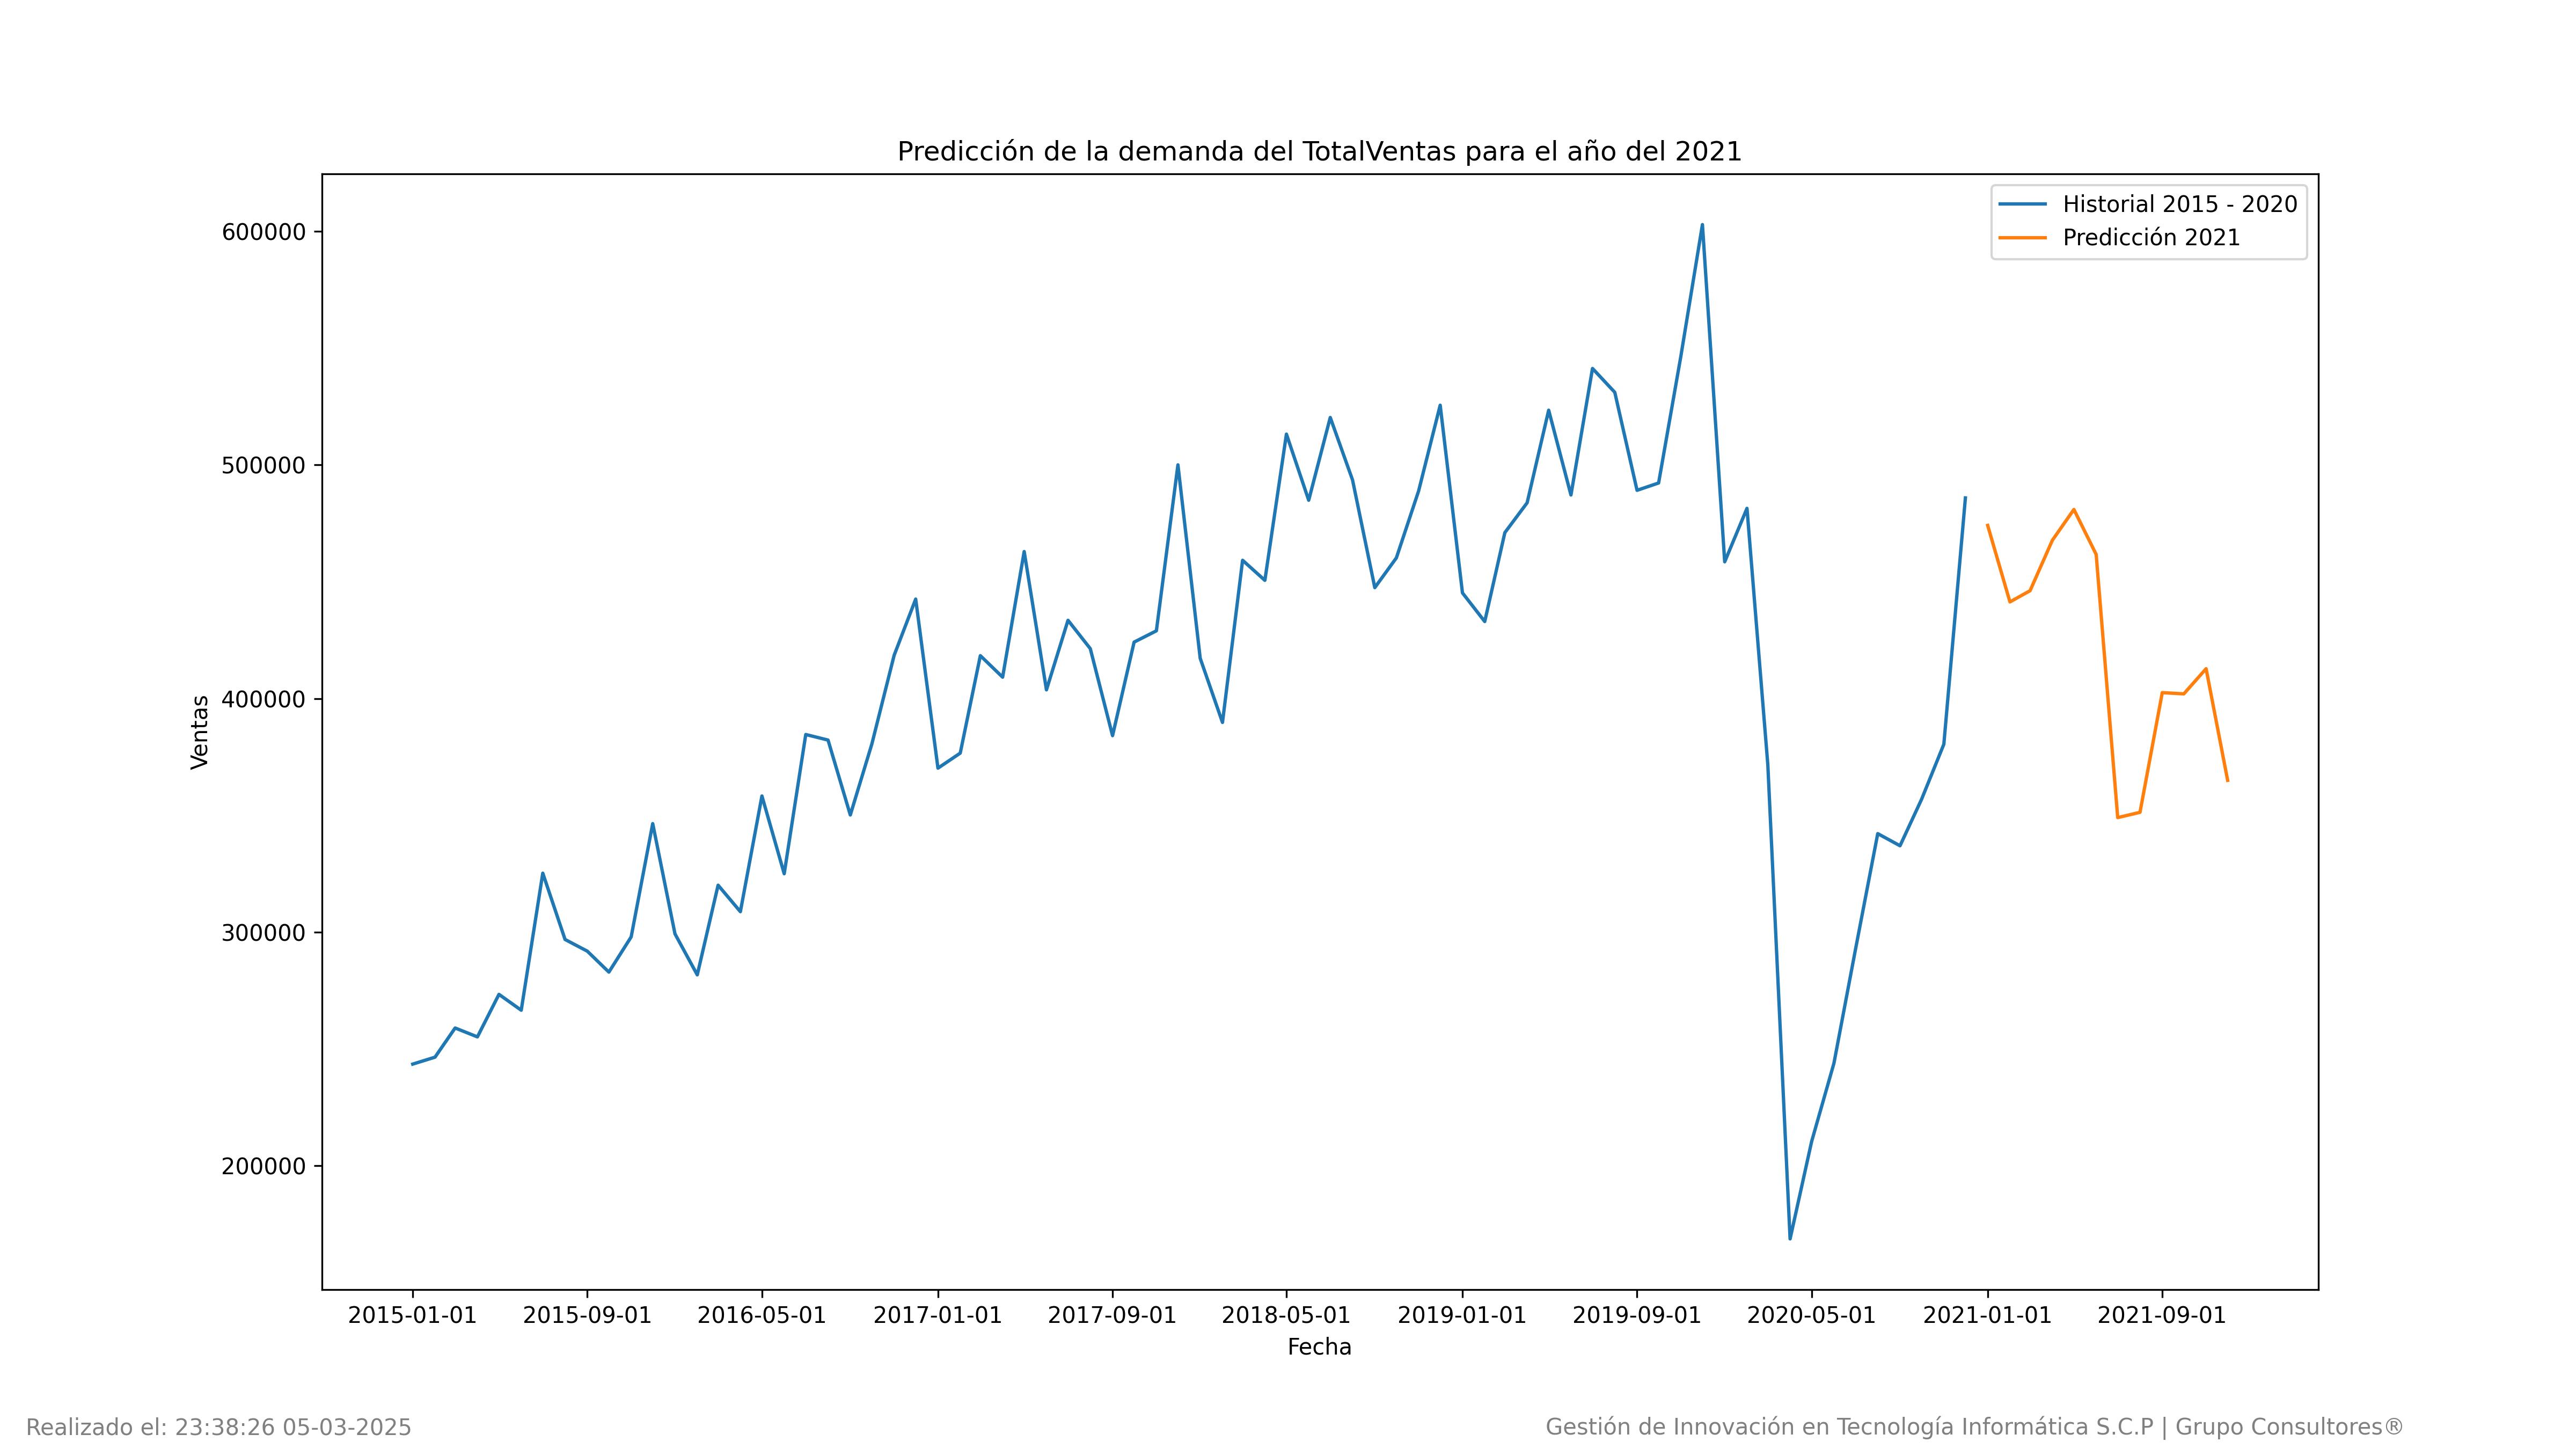 Predicción de la demanda del TotalVentas para el año del 2021
Historial 2015 - 2020
Predicción 2021
600000
500000
400000
300000
200000
Ventas
2015-01-01 2015-09-01 2016-05-01 2017-01-01 2017-09-01 2018-05-01 2019-01-01 2019-09-01 2020-05-01 2021-01-01 2021-09-01
Fecha
Realizado el: 23:38:26 05-03-2025
Gestión de Innovación en Tecnología Informática S.C.P | Grupo Consultores®